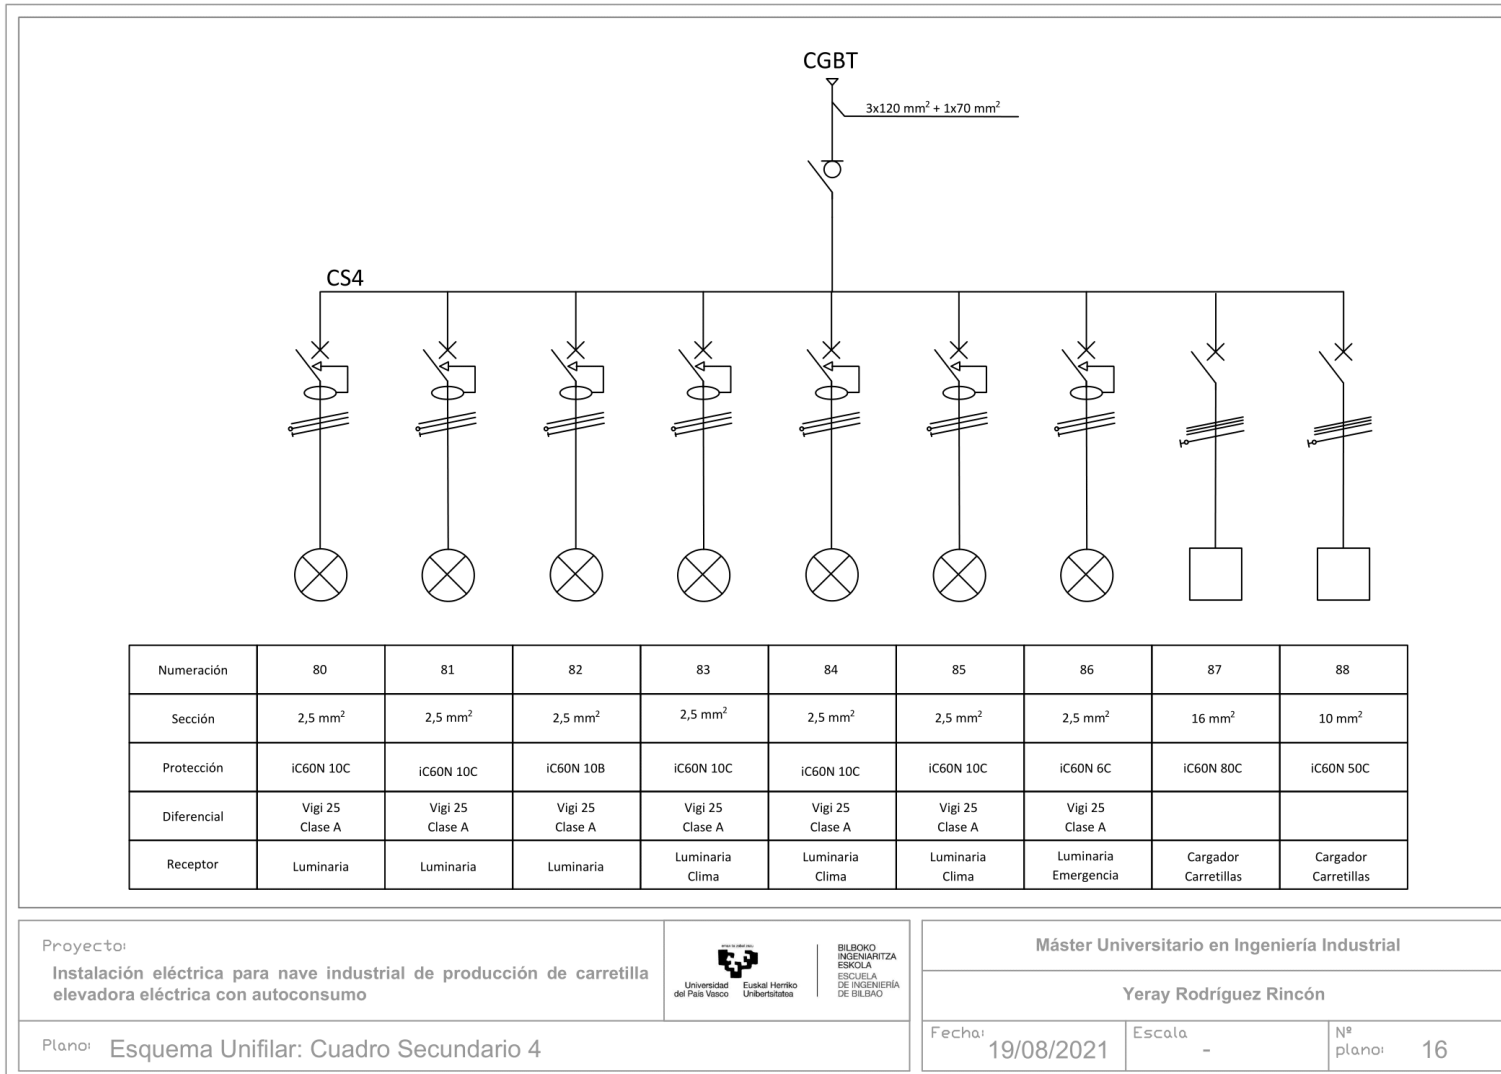 CGBT
3x120 mm² + 1x70 mm²
CS4
Numeración 80 81 82 83 84 85 86 87 88
Sección 2,5 mm² 2,5 mm² 2,5 mm² 2,5 mm² 2,5 mm² 2,5 mm² 2,5 mm² 16 mm² 10 mm²
Protección iC60N 10C iC60N 10C iC60N 10B iC60N 10C iC60N 10C iC60N 10C iC60N 6C iC60N 80C iC60N 50C
Diferencial Vigi 25 Clase A Vigi 25 Clase A Vigi 25 Clase A Vigi 25 Clase A Vigi 25 Clase A Vigi 25 Clase A Vigi 25 Clase A
Receptor Luminaria Luminaria Luminaria Luminaria Clima Luminaria Clima Luminaria Clima Luminaria Emergencia Cargador Carretillas Cargador Carretillas
Proyecto:
Instalación eléctrica para nave industrial de producción de carretilla
elevadora eléctrica con autoconsumo
Universidad del País Vasco
Euskal Herriko Unibertsitatea
BILBOKO
INGENIARITZA
ESKOLA
ESCUELA
DE INGENIERÍA
DE BILBAO
Máster Universitario en Ingeniería Industrial
Yeray Rodríguez Rincón
Plano: Esquema Unifilar: Cuadro Secundario 4
Fecha: 19/08/2021
Escala -
Nº plano: 16